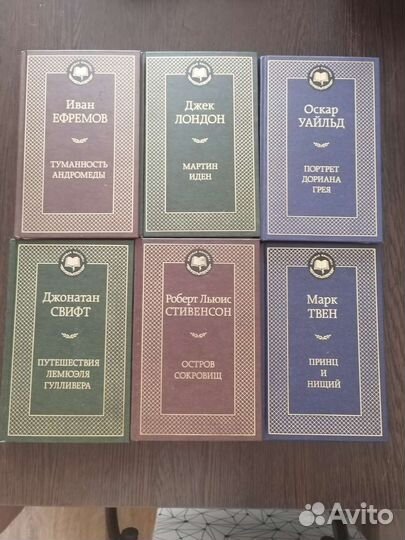 Иван
ЕФРЕМОВ
ТУМАННОСТЬ
АНДРОМЕДЫ
Джек
ЛОНДОН
МАРТИН
ИДЕН
Оскар
УАЙЛЬД
ПОРТРЕТ
ДОРИАНА
ГРЕЯ
Джонатан
СВИФТ
ПУТЕШЕСТВИЯ
ЛЕМЮЭЛЯ
ГУЛЛИВЕРА
Роберт Льюис
СТИВЕНСОН
ОСТРОВ
СОКРОВИЩ
Марк
ТВЕН
ПРИНЦ
И
НИЩИЙ
Avito